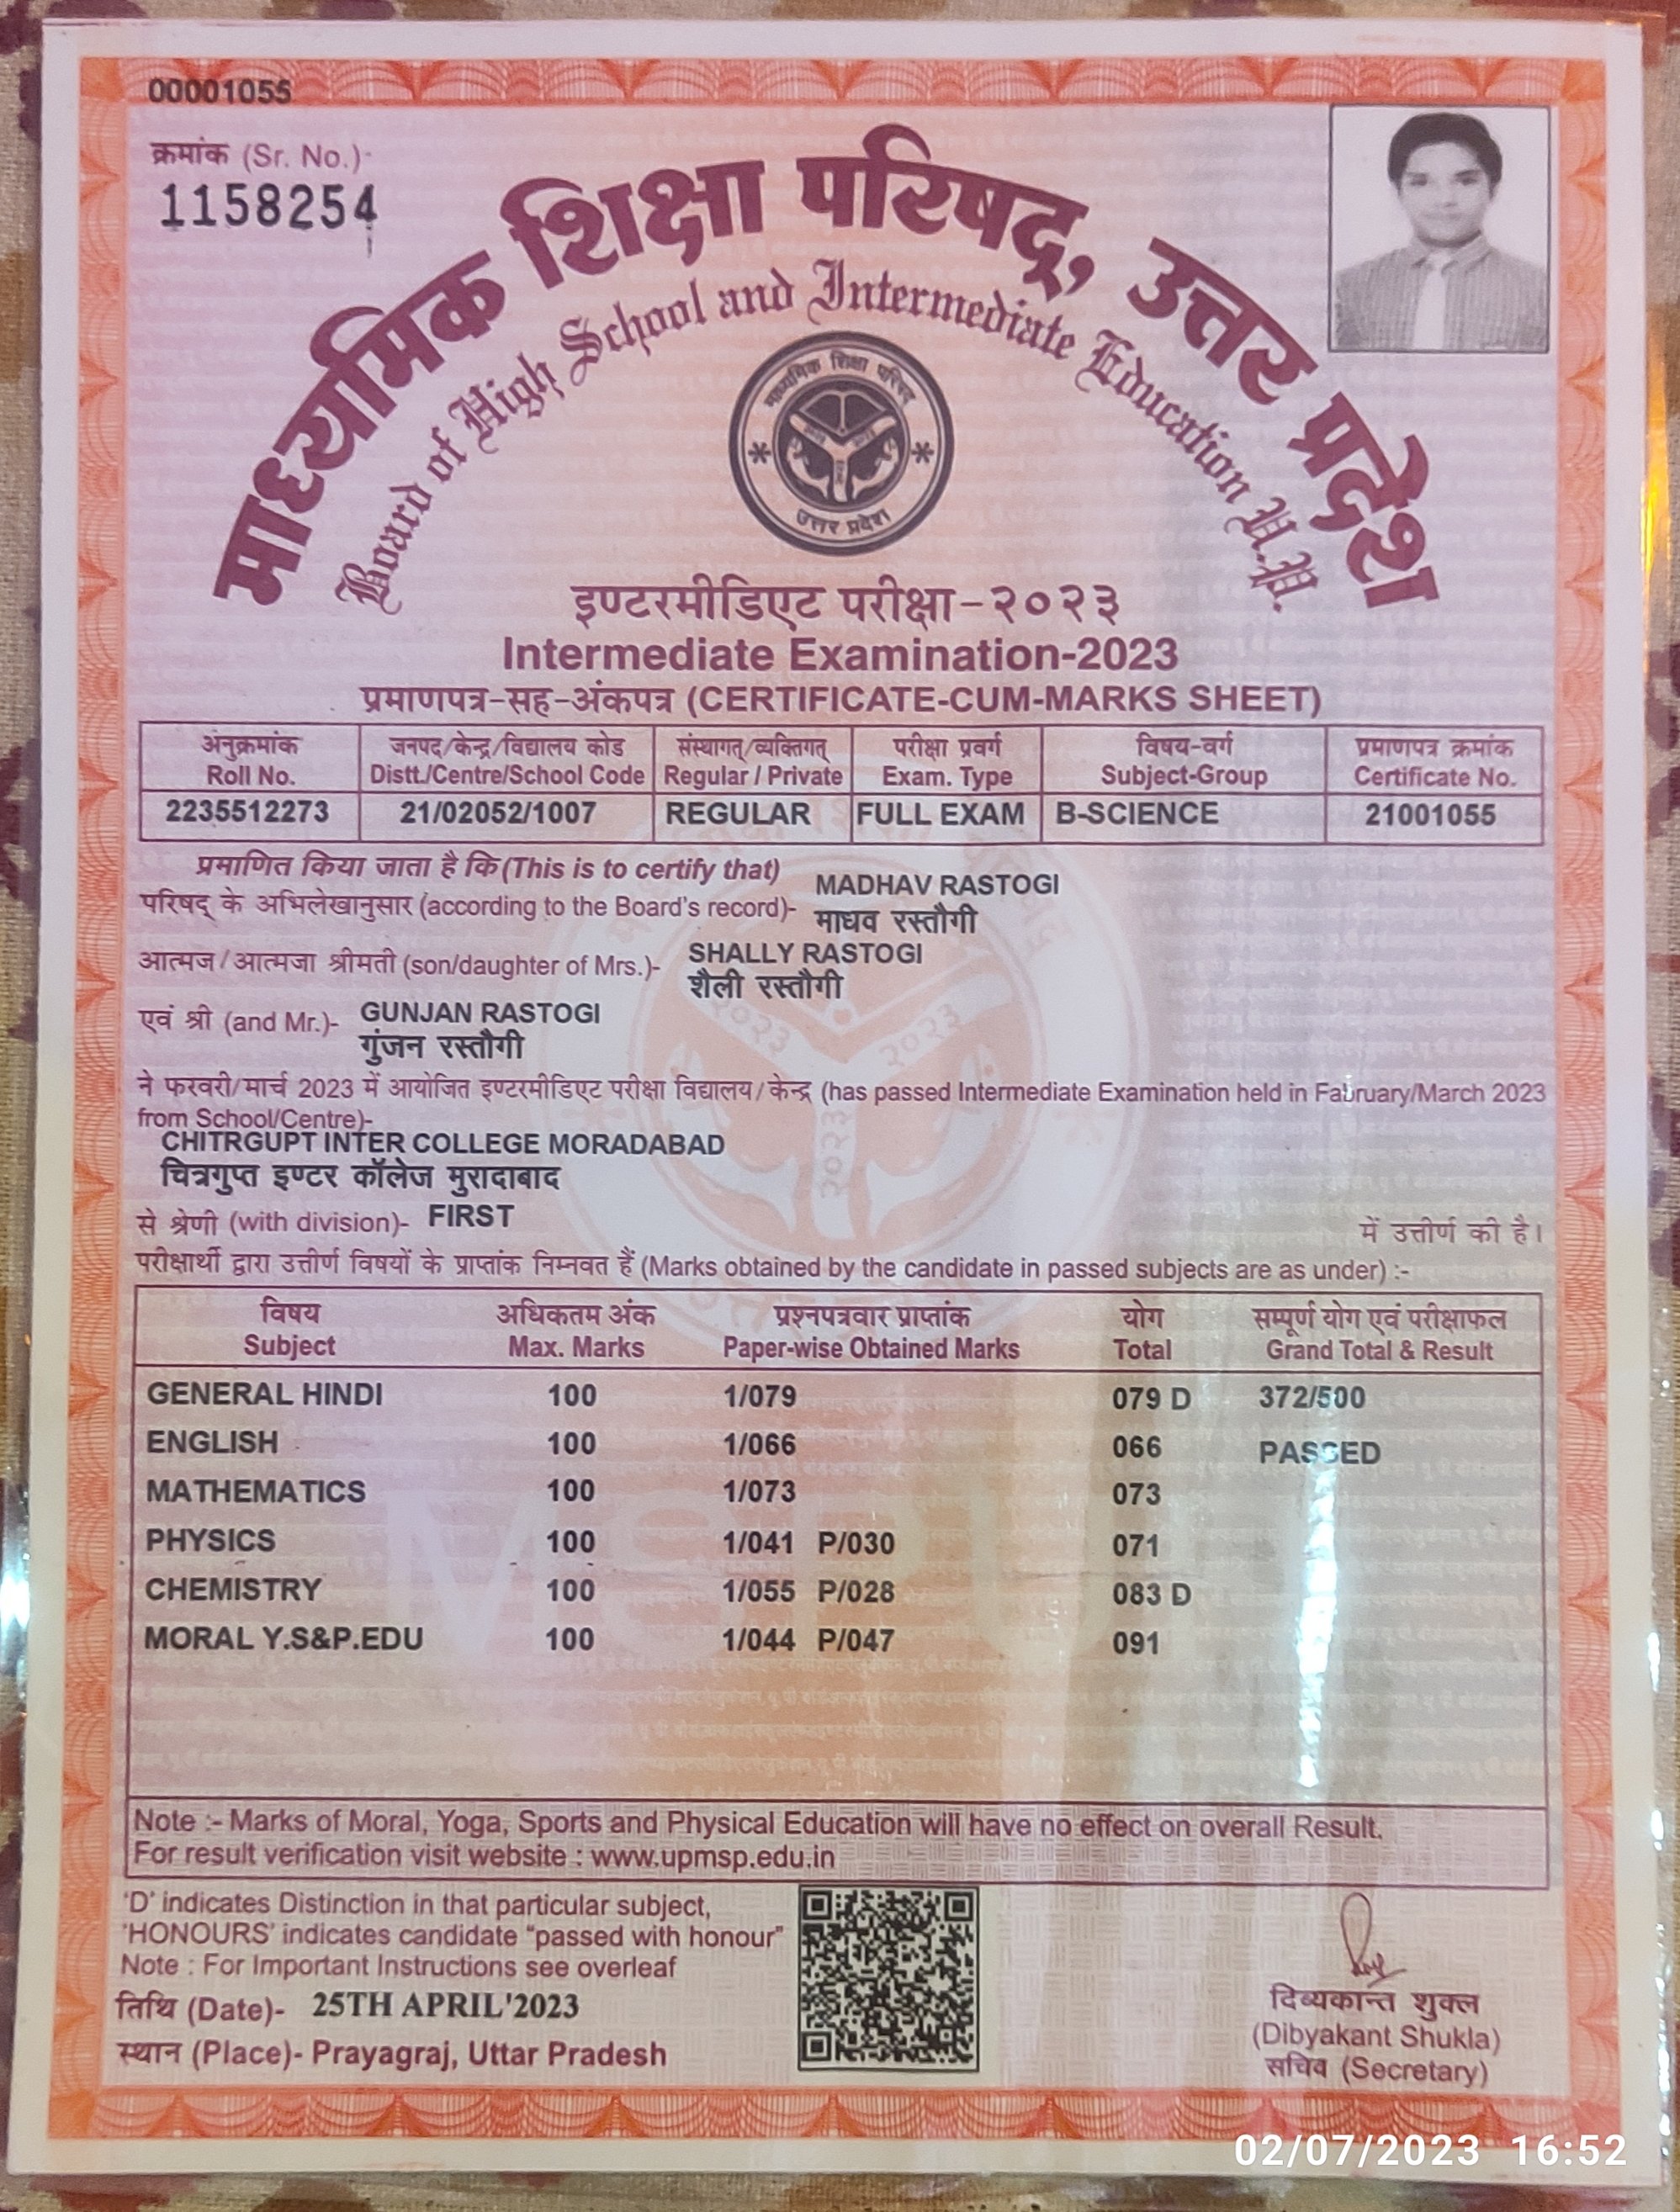 00001055
क्रमांक (Sr. No.)-
1158254
माध्यमिक शिक्षा परिषद्, उत्तर प्रदेश
Board of High School and Intermediate Education U.P.
माध्यमिक शिक्षा परिषद्
उत्तर प्रदेश
इण्टरमीडिएट परीक्षा-२०२३
Intermediate Examination-2023
प्रमाणपत्र-सह-अंकपत्र (CERTIFICATE-CUM-MARKS SHEET)
अनुक्रमांक जनपद/केन्द्र/विद्यालय कोड संस्थागत्/व्यक्तिगत् परीक्षा प्रवर्ग विषय-वर्ग प्रमाणपत्र क्रमांक
Roll No. Distt./Centre/School Code Regular / Private Exam. Type Subject-Group Certificate No.
2235512273 21/02052/1007 REGULAR FULL EXAM B-SCIENCE 21001055
प्रमाणित किया जाता है कि (This is to certify that) MADHAV RASTOGI
परिषद् के अभिलेखानुसार (according to the Board's record)- माधव रस्तौगी
आत्मज/आत्मजा श्रीमती (son/daughter of Mrs.)- SHALLY RASTOGI
शैली रस्तौगी
एवं श्री (and Mr.)- GUNJAN RASTOGI
गुंजन रस्तौगी
ने फरवरी/मार्च 2023 में आयोजित इण्टरमीडिएट परीक्षा विद्यालय/केन्द्र (has passed Intermediate Examination held in Fabruary/March 2023
from School/Centre)-
CHITRGUPT INTER COLLEGE MORADABAD
चित्रगुप्त इण्टर कॉलेज मुरादाबाद
से श्रेणी (with division)- FIRST में उत्तीर्ण की है।
परीक्षार्थी द्वारा उत्तीर्ण विषयों के प्राप्तांक निम्नवत हैं (Marks obtained by the candidate in passed subjects are as under) :-
विषय अधिकतम अंक प्रश्नपत्रवार प्राप्तांक योग सम्पूर्ण योग एवं परीक्षाफल
Subject Max. Marks Paper-wise Obtained Marks Total Grand Total & Result
GENERAL HINDI 100 1/079 079 D 372/500
ENGLISH 100 1/066 066 PASSED
MATHEMATICS 100 1/073 073
PHYSICS 100 1/041 P/030 071
CHEMISTRY 100 1/055 P/028 083 D
MORAL Y.S&P.EDU 100 1/044 P/047 091
Note :- Marks of Moral, Yoga, Sports and Physical Education will have no effect on overall Result.
For result verification visit website : www.upmsp.edu.in
'D' indicates Distinction in that particular subject,
'HONOURS' indicates candidate "passed with honour"
Note : For Important Instructions see overleaf
तिथि (Date)- 25TH APRIL'2023
स्थान (Place)- Prayagraj, Uttar Pradesh
दिब्यकान्त शुक्ल
(Dibyakant Shukla)
सचिव (Secretary)
02/07/2023 16:52